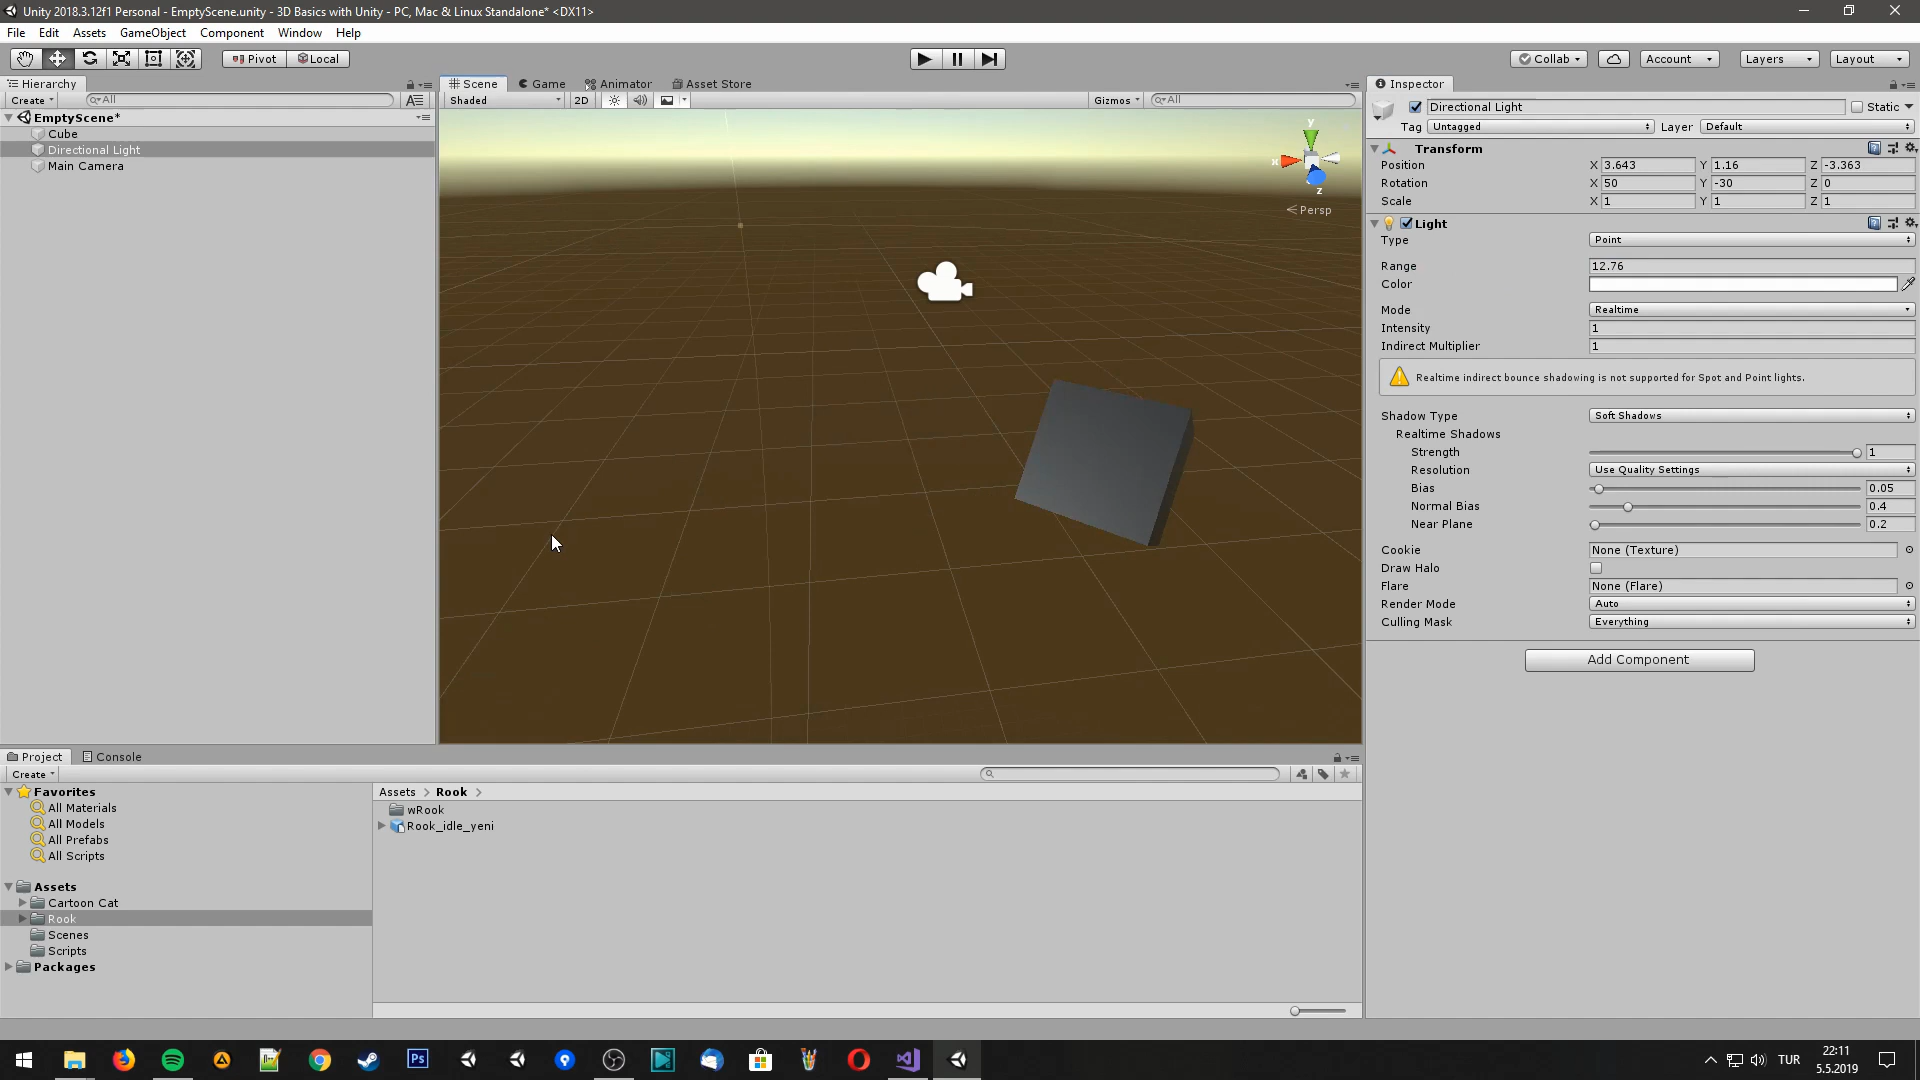 Unity 2018.3.12f1 Personal - EmptyScene.unity - 3D Basics with Unity - PC, Mac & Linux Standalone* <DX11>
File Edit Assets GameObject Component Window Help
Pivot Local Collab Account Layers Layout
Hierarchy
Create All
EmptyScene*
Cube
Directional Light
Main Camera
Scene Game Animator Asset Store
Shaded 2D Gizmos All
y
x
z
Persp
Inspector
Directional Light Static
Tag Untagged Layer Default
Transform
Position X 3.643 Y 1.16 Z -3.363
Rotation X 50 Y -30 Z 0
Scale X 1 Y 1 Z 1
Light
Type Point
Range 12.76
Color
Mode Realtime
Intensity 1
Indirect Multiplier 1
Realtime indirect bounce shadowing is not supported for Spot and Point lights.
Shadow Type Soft Shadows
Realtime Shadows
Strength 1
Resolution Use Quality Settings
Bias 0.05
Normal Bias 0.4
Near Plane 0.2
Cookie None (Texture)
Draw Halo
Flare None (Flare)
Render Mode Auto
Culling Mask Everything
Add Component
Project Console
Create
Favorites
All Materials
All Models
All Prefabs
All Scripts
Assets
Cartoon Cat
Rook
Scenes
Scripts
Packages
Assets > Rook >
wRook
Rook_idle_yeni
Ps
TUR
22:11
5.5.2019